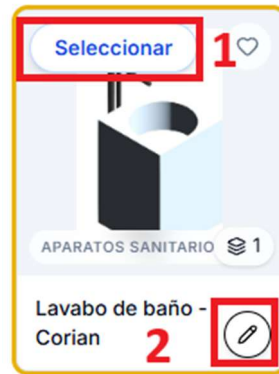 Seleccionar
1
APARATOS SANITARIO
1
Lavabo de baño -
Corian
2